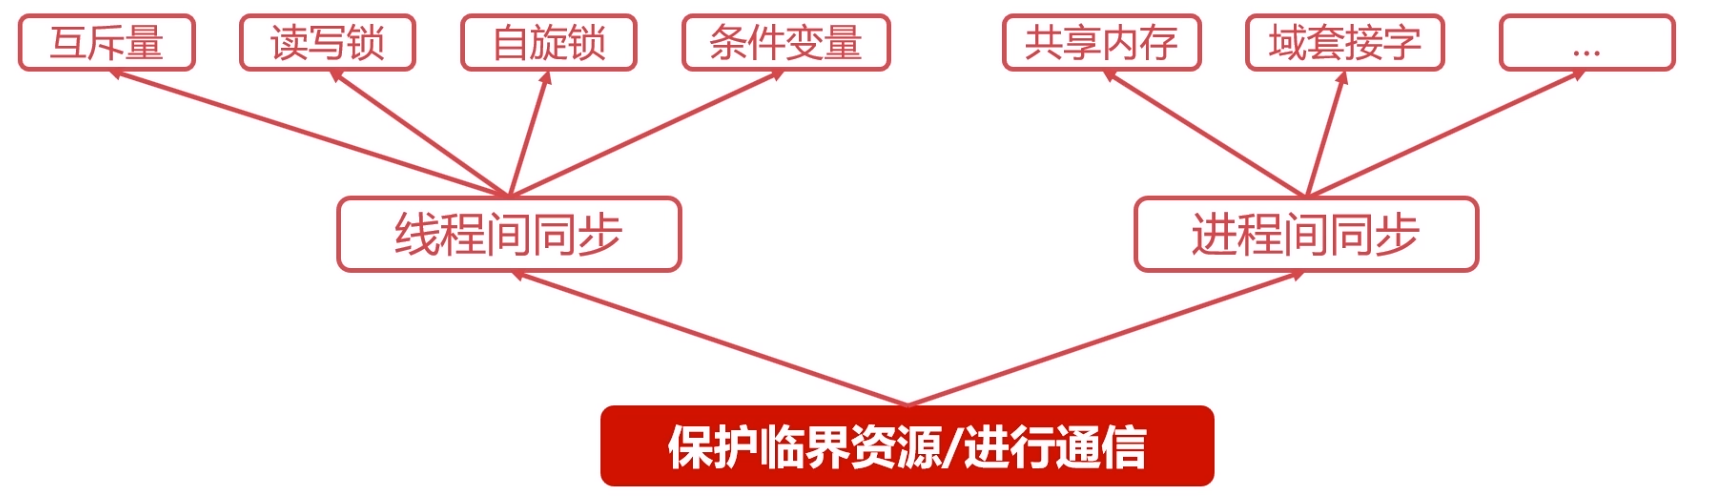 互斥量
读写锁
自旋锁
条件变量
共享内存
域套接字
...
线程间同步
进程间同步
保护临界资源/进行通信